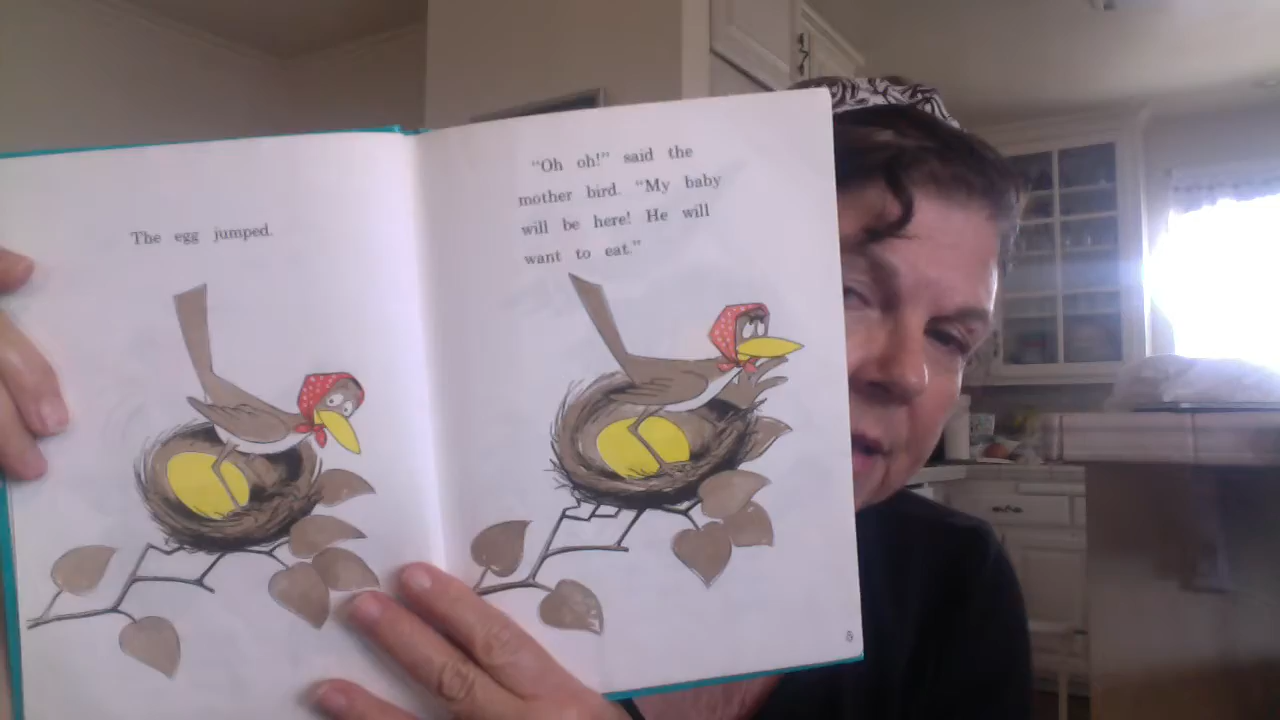 The egg jumped.
"Oh oh!" said the
mother bird. "My baby
will be here! He will
want to eat."
5